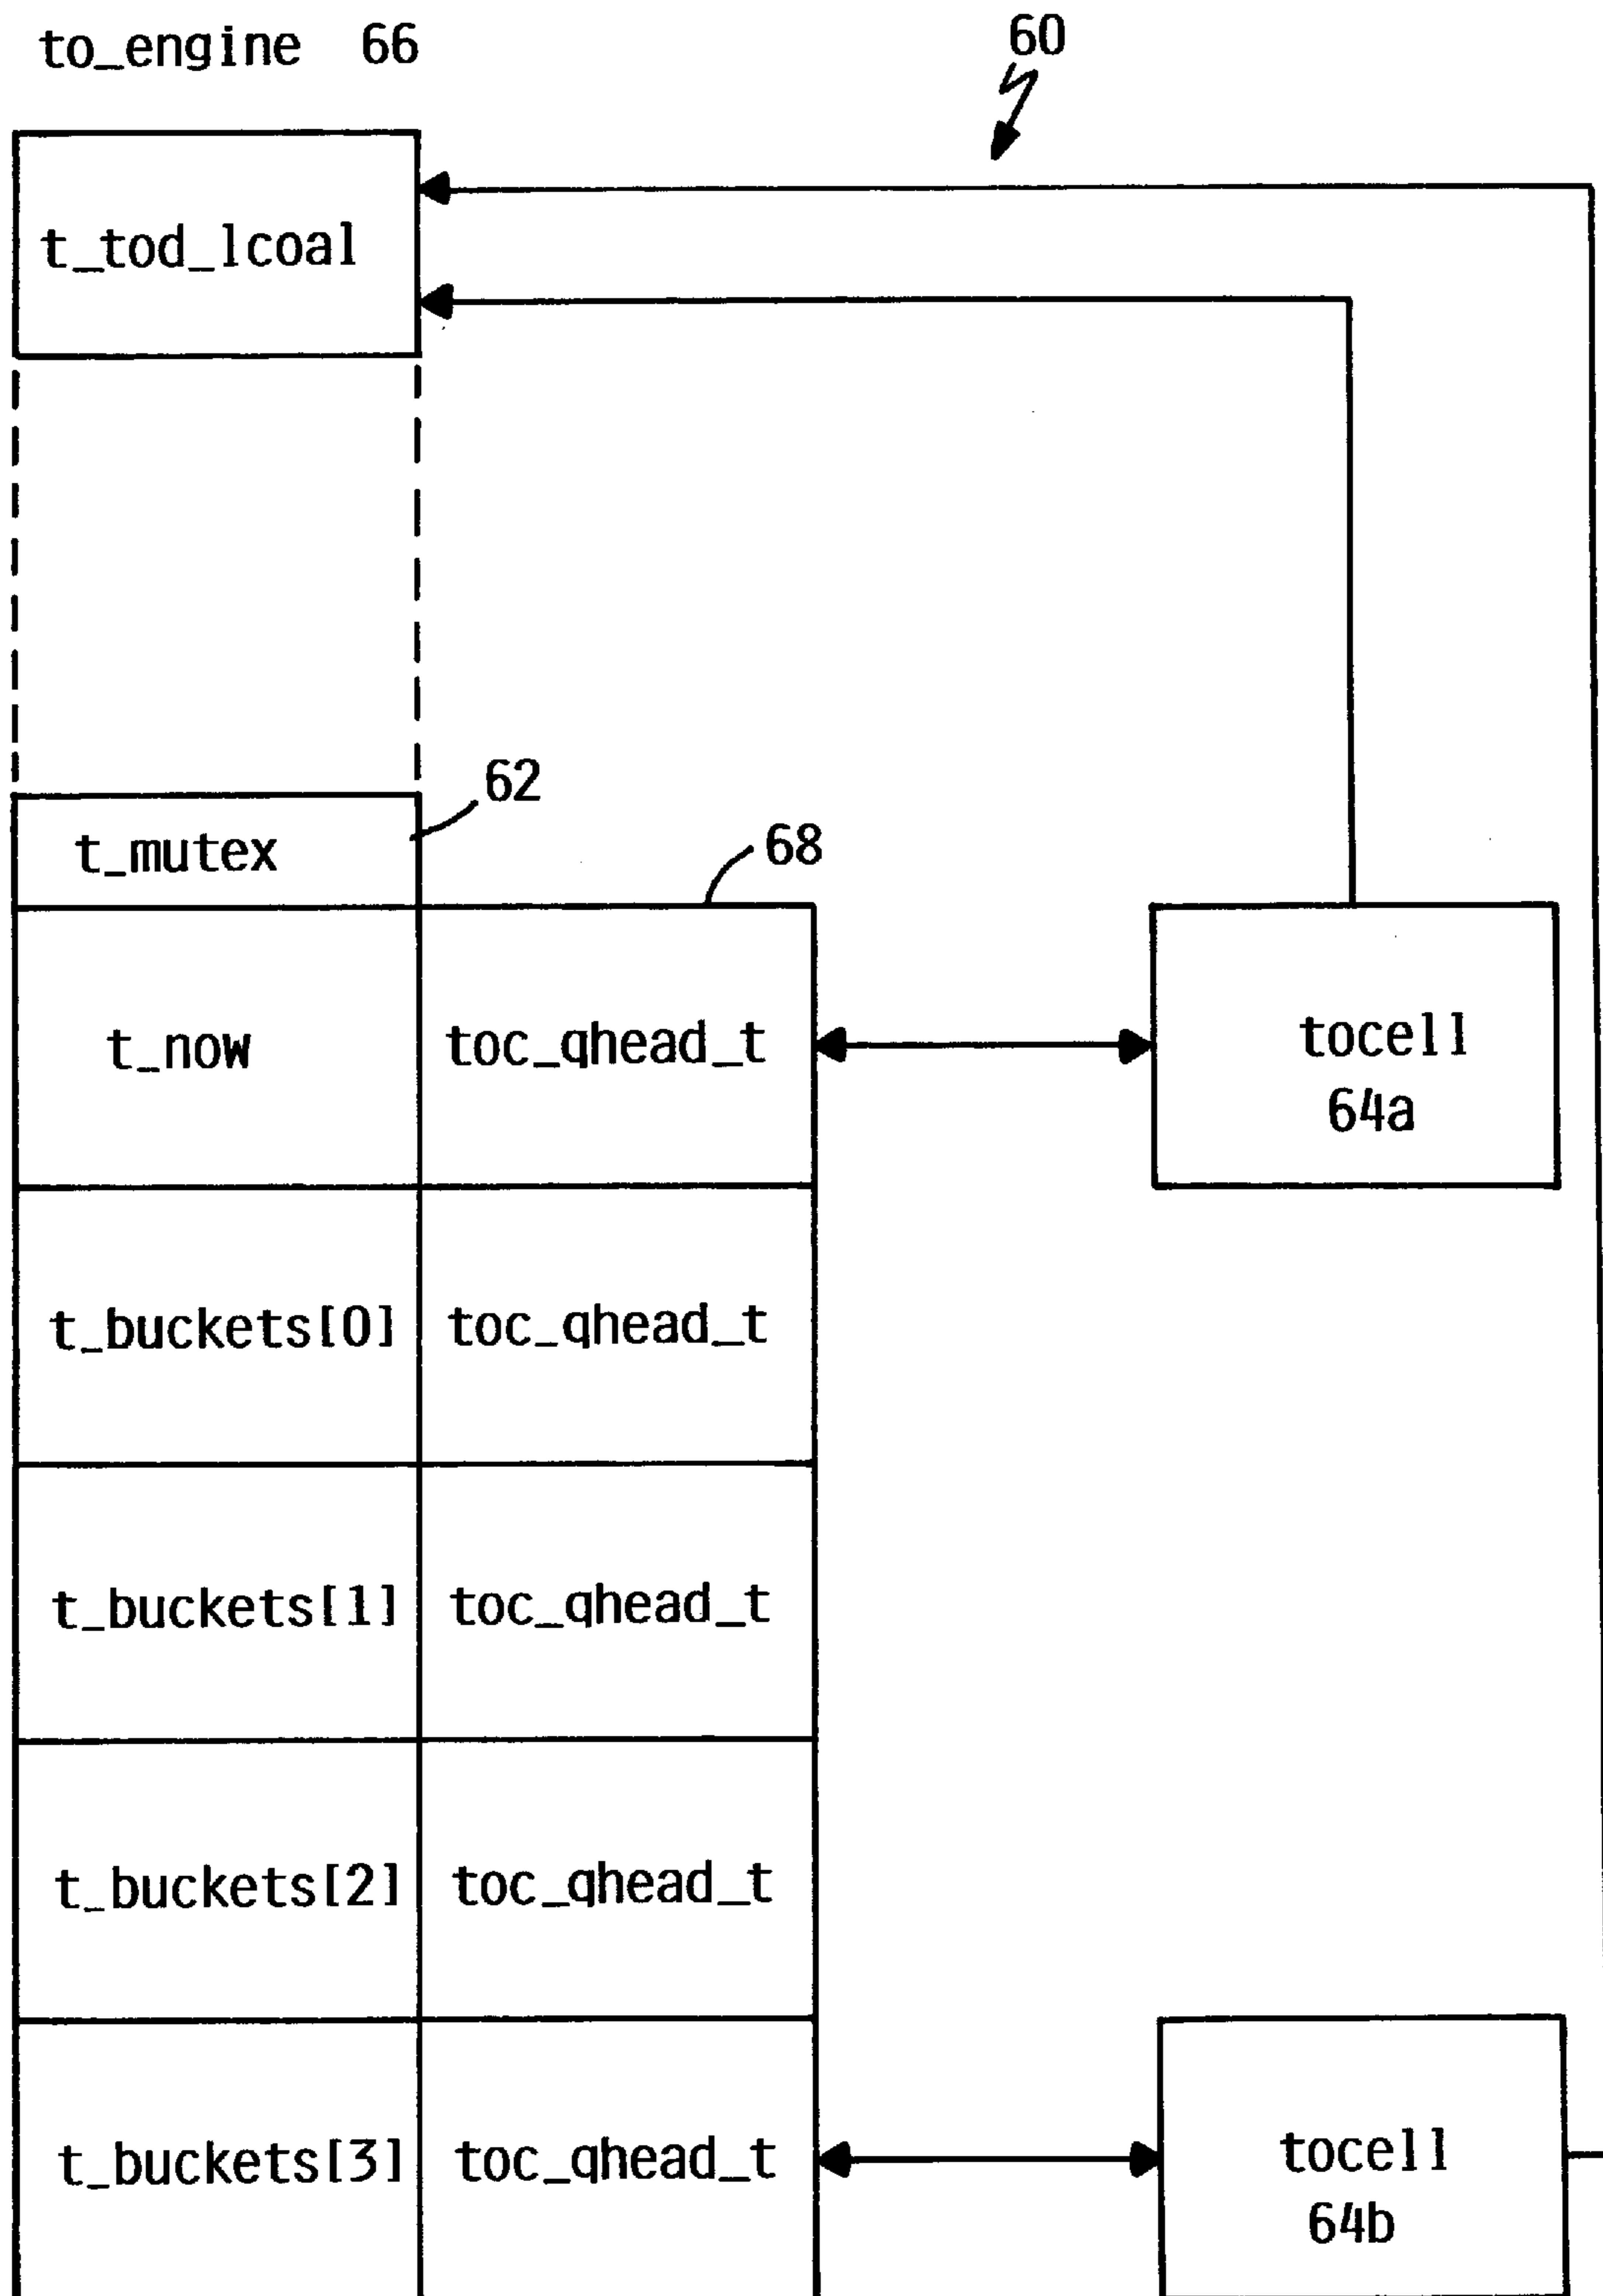 to_engine 66
60
t_tod_lcoal
62
t_mutex
68
t_now toc_qhead_t
tocell
64a
t_buckets[0] toc_qhead_t
t_buckets[1] toc_qhead_t
t_buckets[2] toc_qhead_t
t_buckets[3] toc_qhead_t
tocell
64b